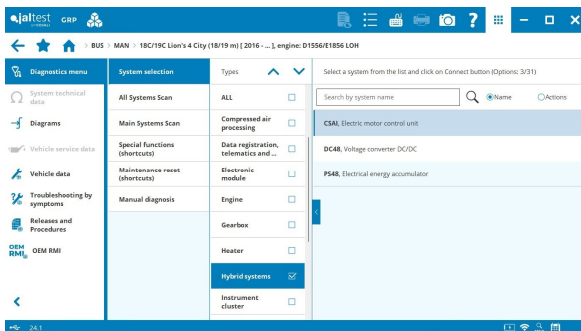 jaltest GRP
BUS > MAN > 18C/19C Lion's 4 City (18/19 m) [ 2016 - ... ], engine: D1556/E1856 LOH
Diagnostics menu
System technical data
Diagrams
Vehicle service data
Vehicle data
Troubleshooting by symptoms
Releases and Procedures
OEM RMI
OEM RMI
System selection
All Systems Scan
Main Systems Scan
Special functions (shortcuts)
Maintenance reset (shortcuts)
Manual diagnosis
Types
ALL
Compressed air processing
Data registration, telematics and ...
Electronic module
Engine
Gearbox
Heater
Hybrid systems
Instrument cluster
Select a system from the list and click on Connect button (Options: 3/31)
Search by system name
Name
Actions
CSAI, Electric motor control unit
DC48, Voltage converter DC/DC
PS48, Electrical energy accumulator
24.1